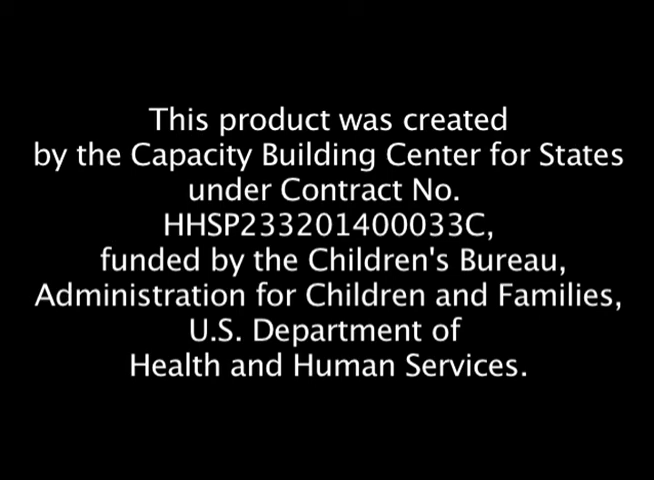 This product was created
by the Capacity Building Center for States
under Contract No.
HHSP233201400033C,
funded by the Children's Bureau,
Administration for Children and Families,
U.S. Department of
Health and Human Services.